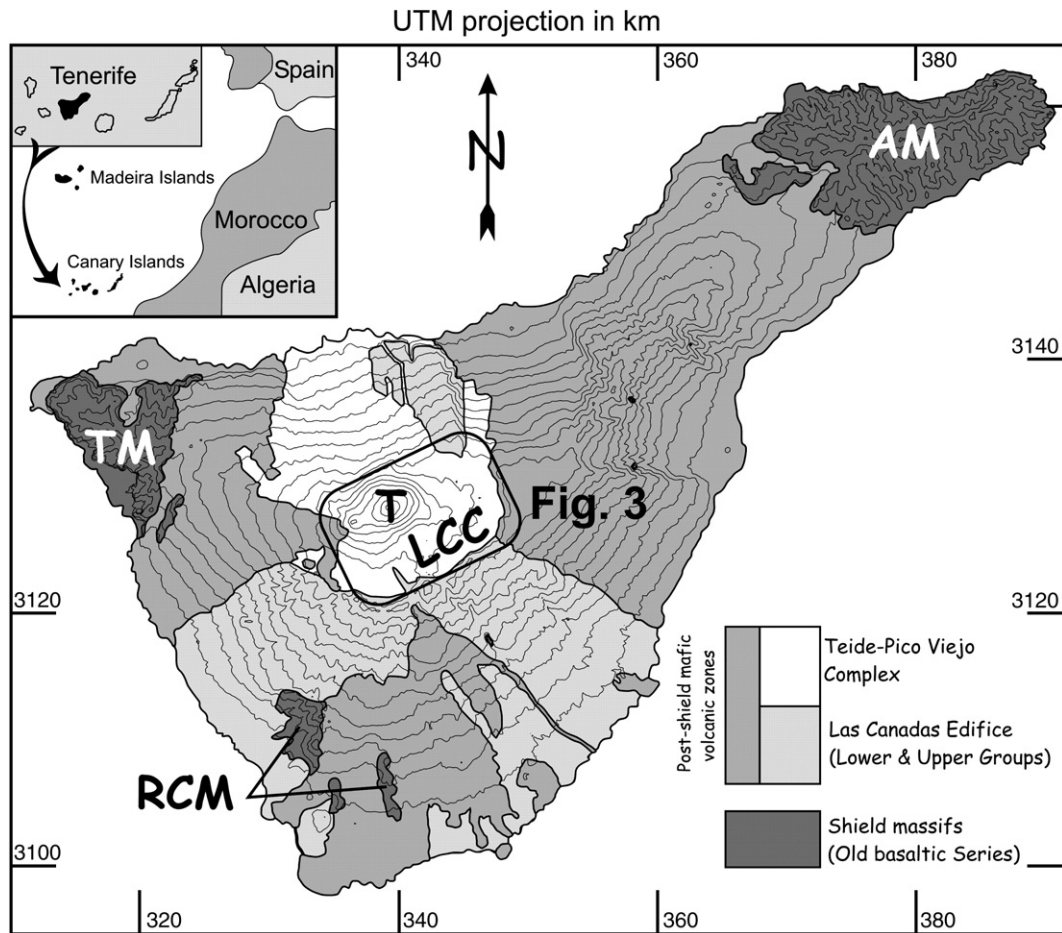 UTM projection in km
340
360
380
Tenerife
Spain
Madeira Islands
Morocco
Canary Islands
Algeria
N
AM
3140
3140
TM
T
LCC
Fig. 3
3120
3120
Post-shield mafic
volcanic zones
Teide-Pico Viejo
Complex
Las Canadas Edifice
(Lower & Upper Groups)
RCM
Shield massifs
(Old basaltic Series)
3100
320
340
360
380